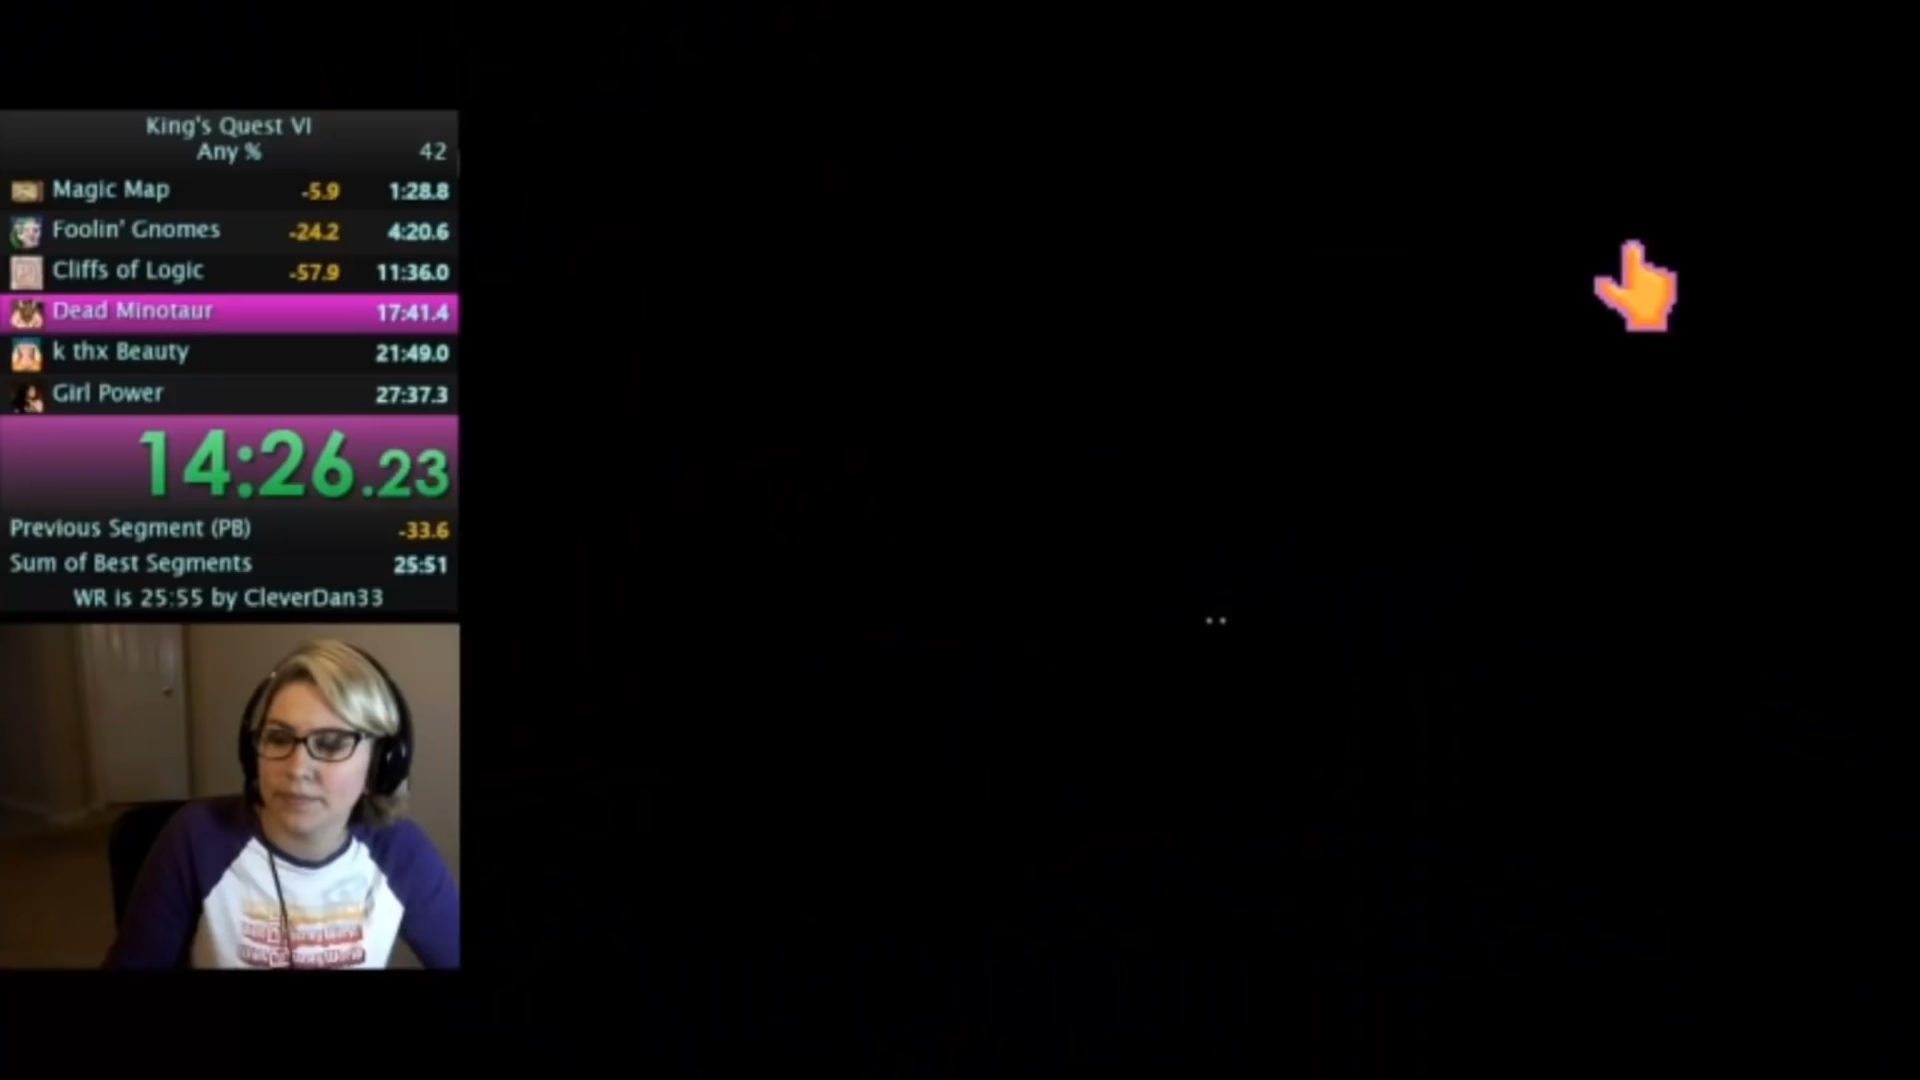 King's Quest VI
Any % 42
Magic Map -5.9 1:28.8
Foolin' Gnomes -24.2 4:20.6
Cliffs of Logic -57.9 11:36.0
Dead Minotaur 17:41.4
k thx Beauty 21:49.0
Girl Power 27:37.3
14:26.23
Previous Segment (PB) -33.6
Sum of Best Segments 25:51
WR is 25:55 by CleverDan33